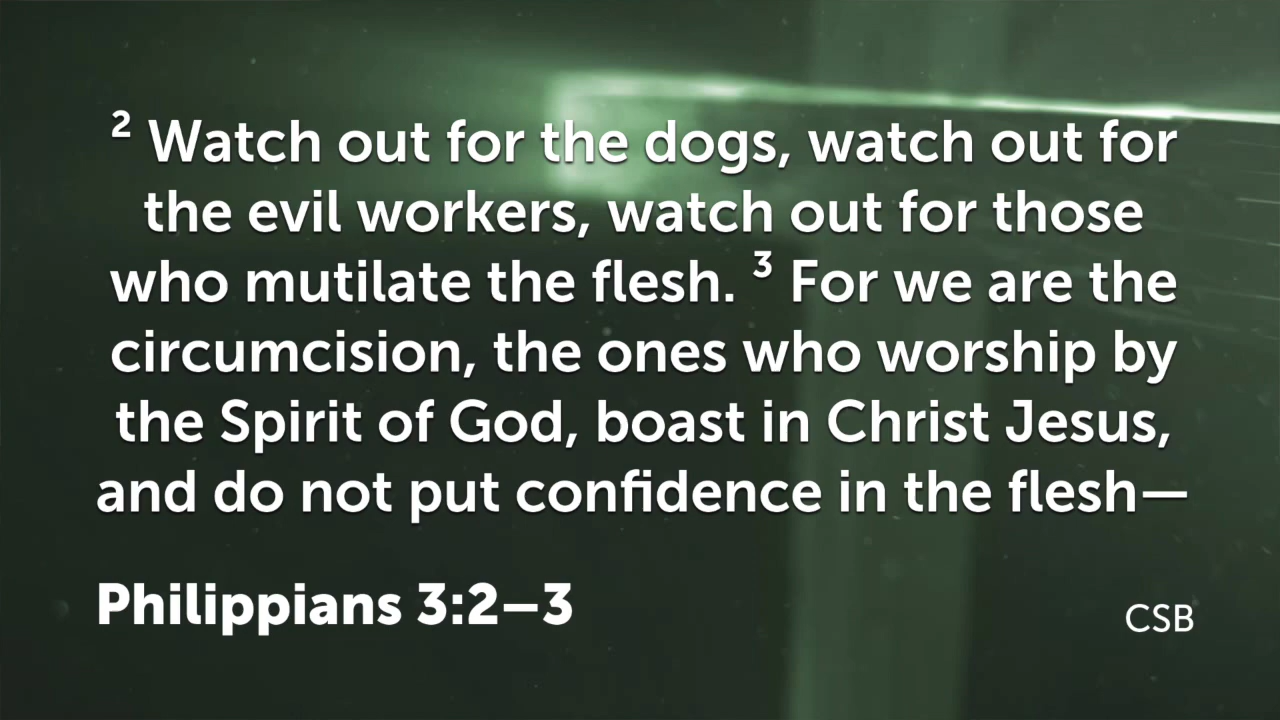 ² Watch out for the dogs, watch out for
the evil workers, watch out for those
who mutilate the flesh. ³ For we are the
circumcision, the ones who worship by
the Spirit of God, boast in Christ Jesus,
and do not put confidence in the flesh—
Philippians 3:2–3
CSB